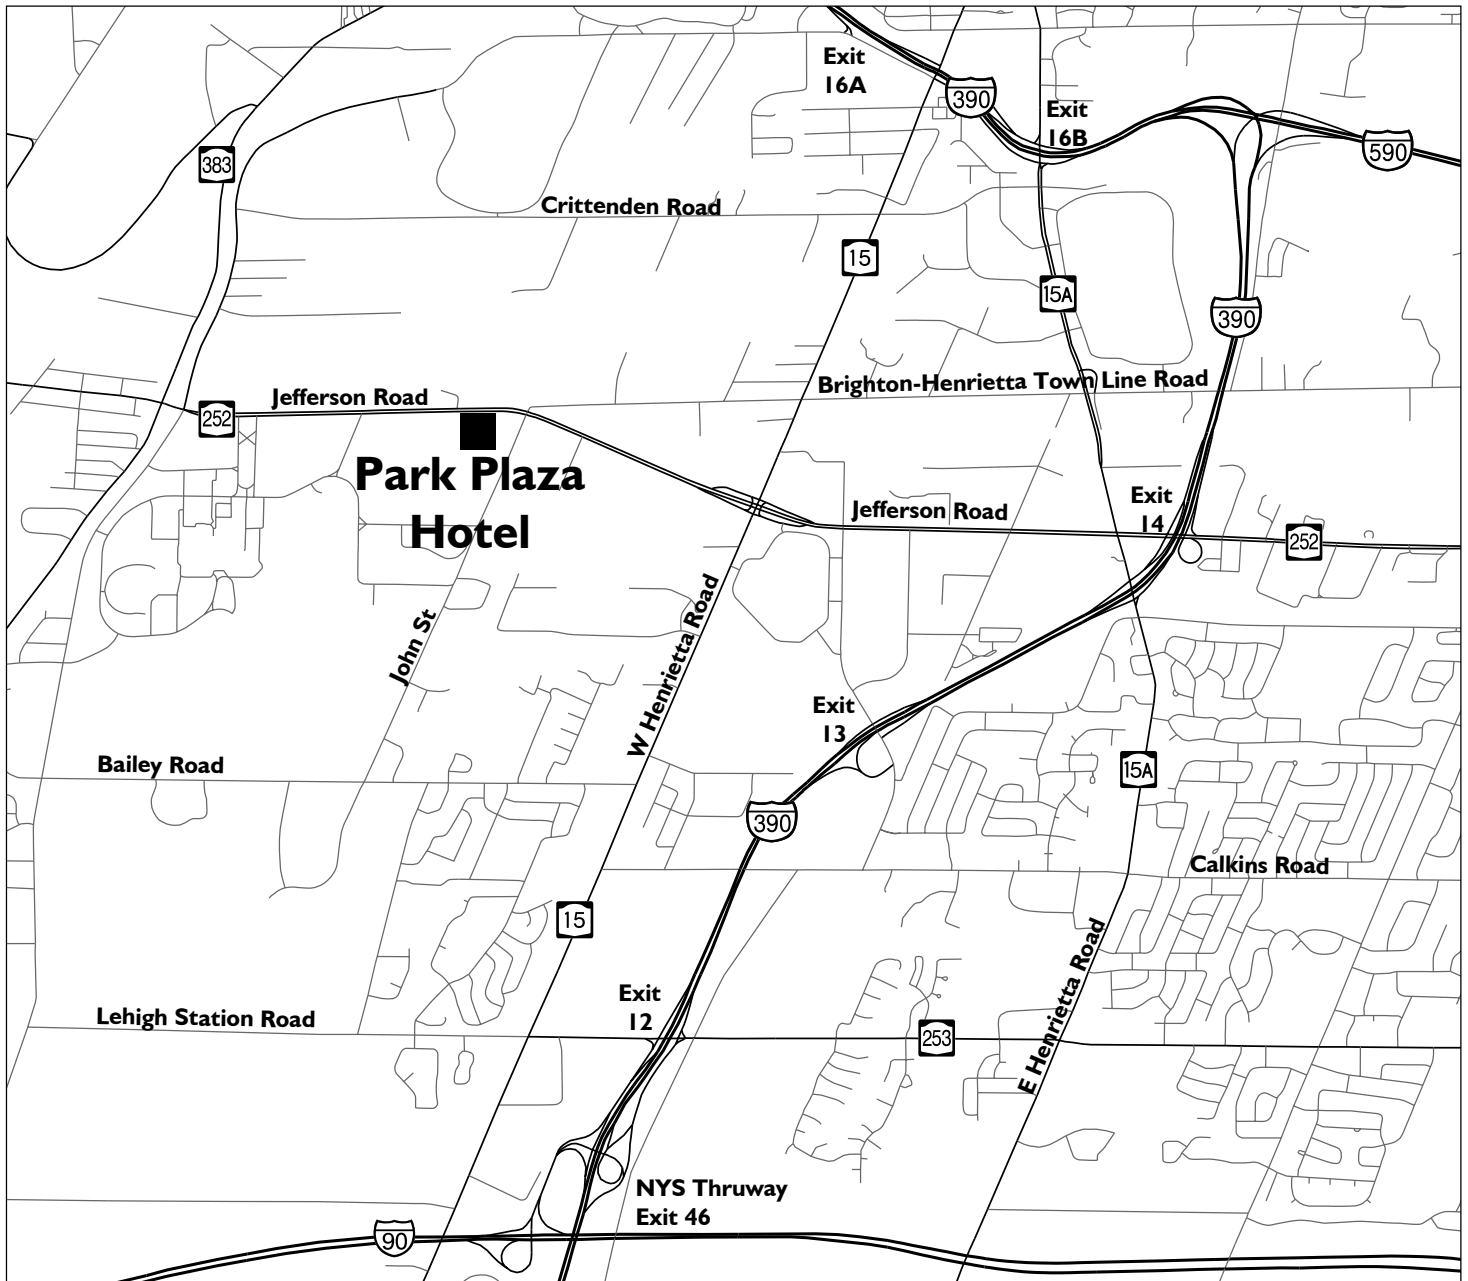 Exit
16A
390
Exit
16B
590
383
Crittenden Road
15
15A
390
Brighton-Henrietta Town Line Road
Jefferson Road
252
Park Plaza
Hotel
Exit
14
Jefferson Road
252
John St
W Henrietta Road
Exit
13
Bailey Road
15A
390
Calkins Road
15
E Henrietta Road
Exit
12
Lehigh Station Road
253
NYS Thruway
Exit 46
90